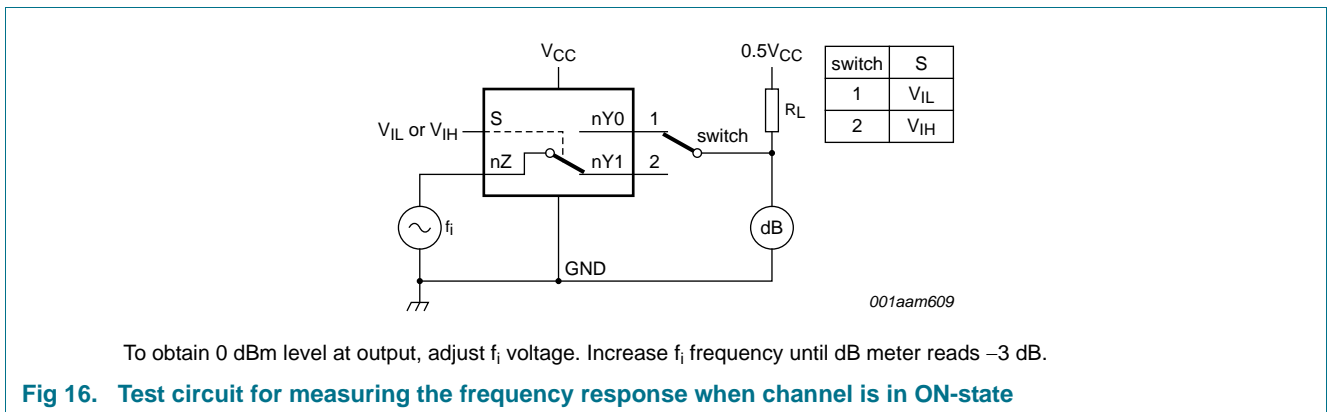 VCC
0.5VCC
switch S
1 VIL
2 VIH
RL
VIL or VIH
S
nY0 1
switch
nZ
nY1 2
fi
dB
GND
001aam609
To obtain 0 dBm level at output, adjust fi voltage. Increase fi frequency until dB meter reads −3 dB.
Fig 16. Test circuit for measuring the frequency response when channel is in ON-state